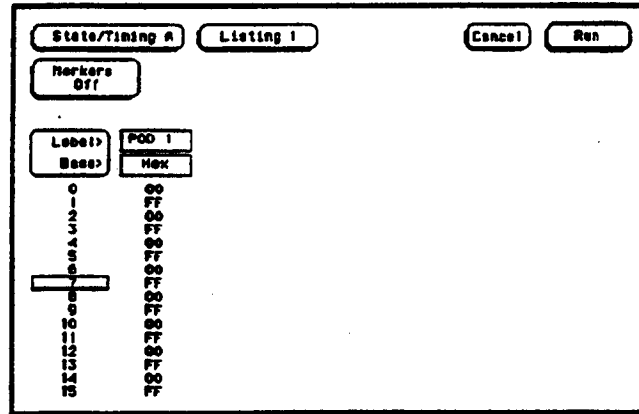 State/Timing A Listing 1 Cancel Run
Markers
Off
Label> POD 1
Base> Hex
0 00
1 FF
2 00
3 FF
4 00
5 FF
6 00
7 FF
8 00
9 FF
10 00
11 FF
12 00
13 FF
14 00
15 FF